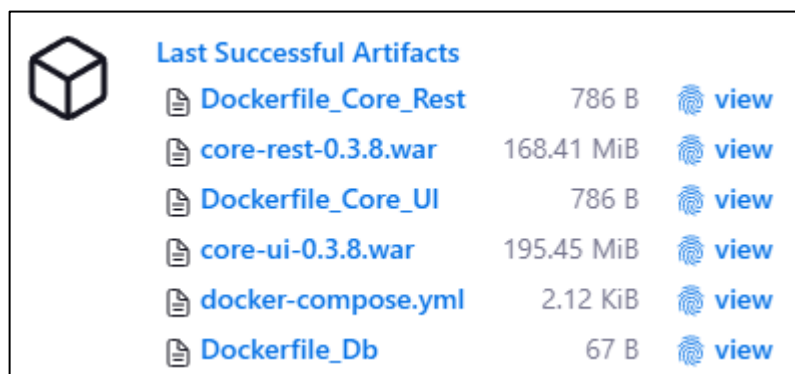 Last Successful Artifacts
Dockerfile_Core_Rest 786 B view
core-rest-0.3.8.war 168.41 MiB view
Dockerfile_Core_UI 786 B view
core-ui-0.3.8.war 195.45 MiB view
docker-compose.yml 2.12 KiB view
Dockerfile_Db 67 B view